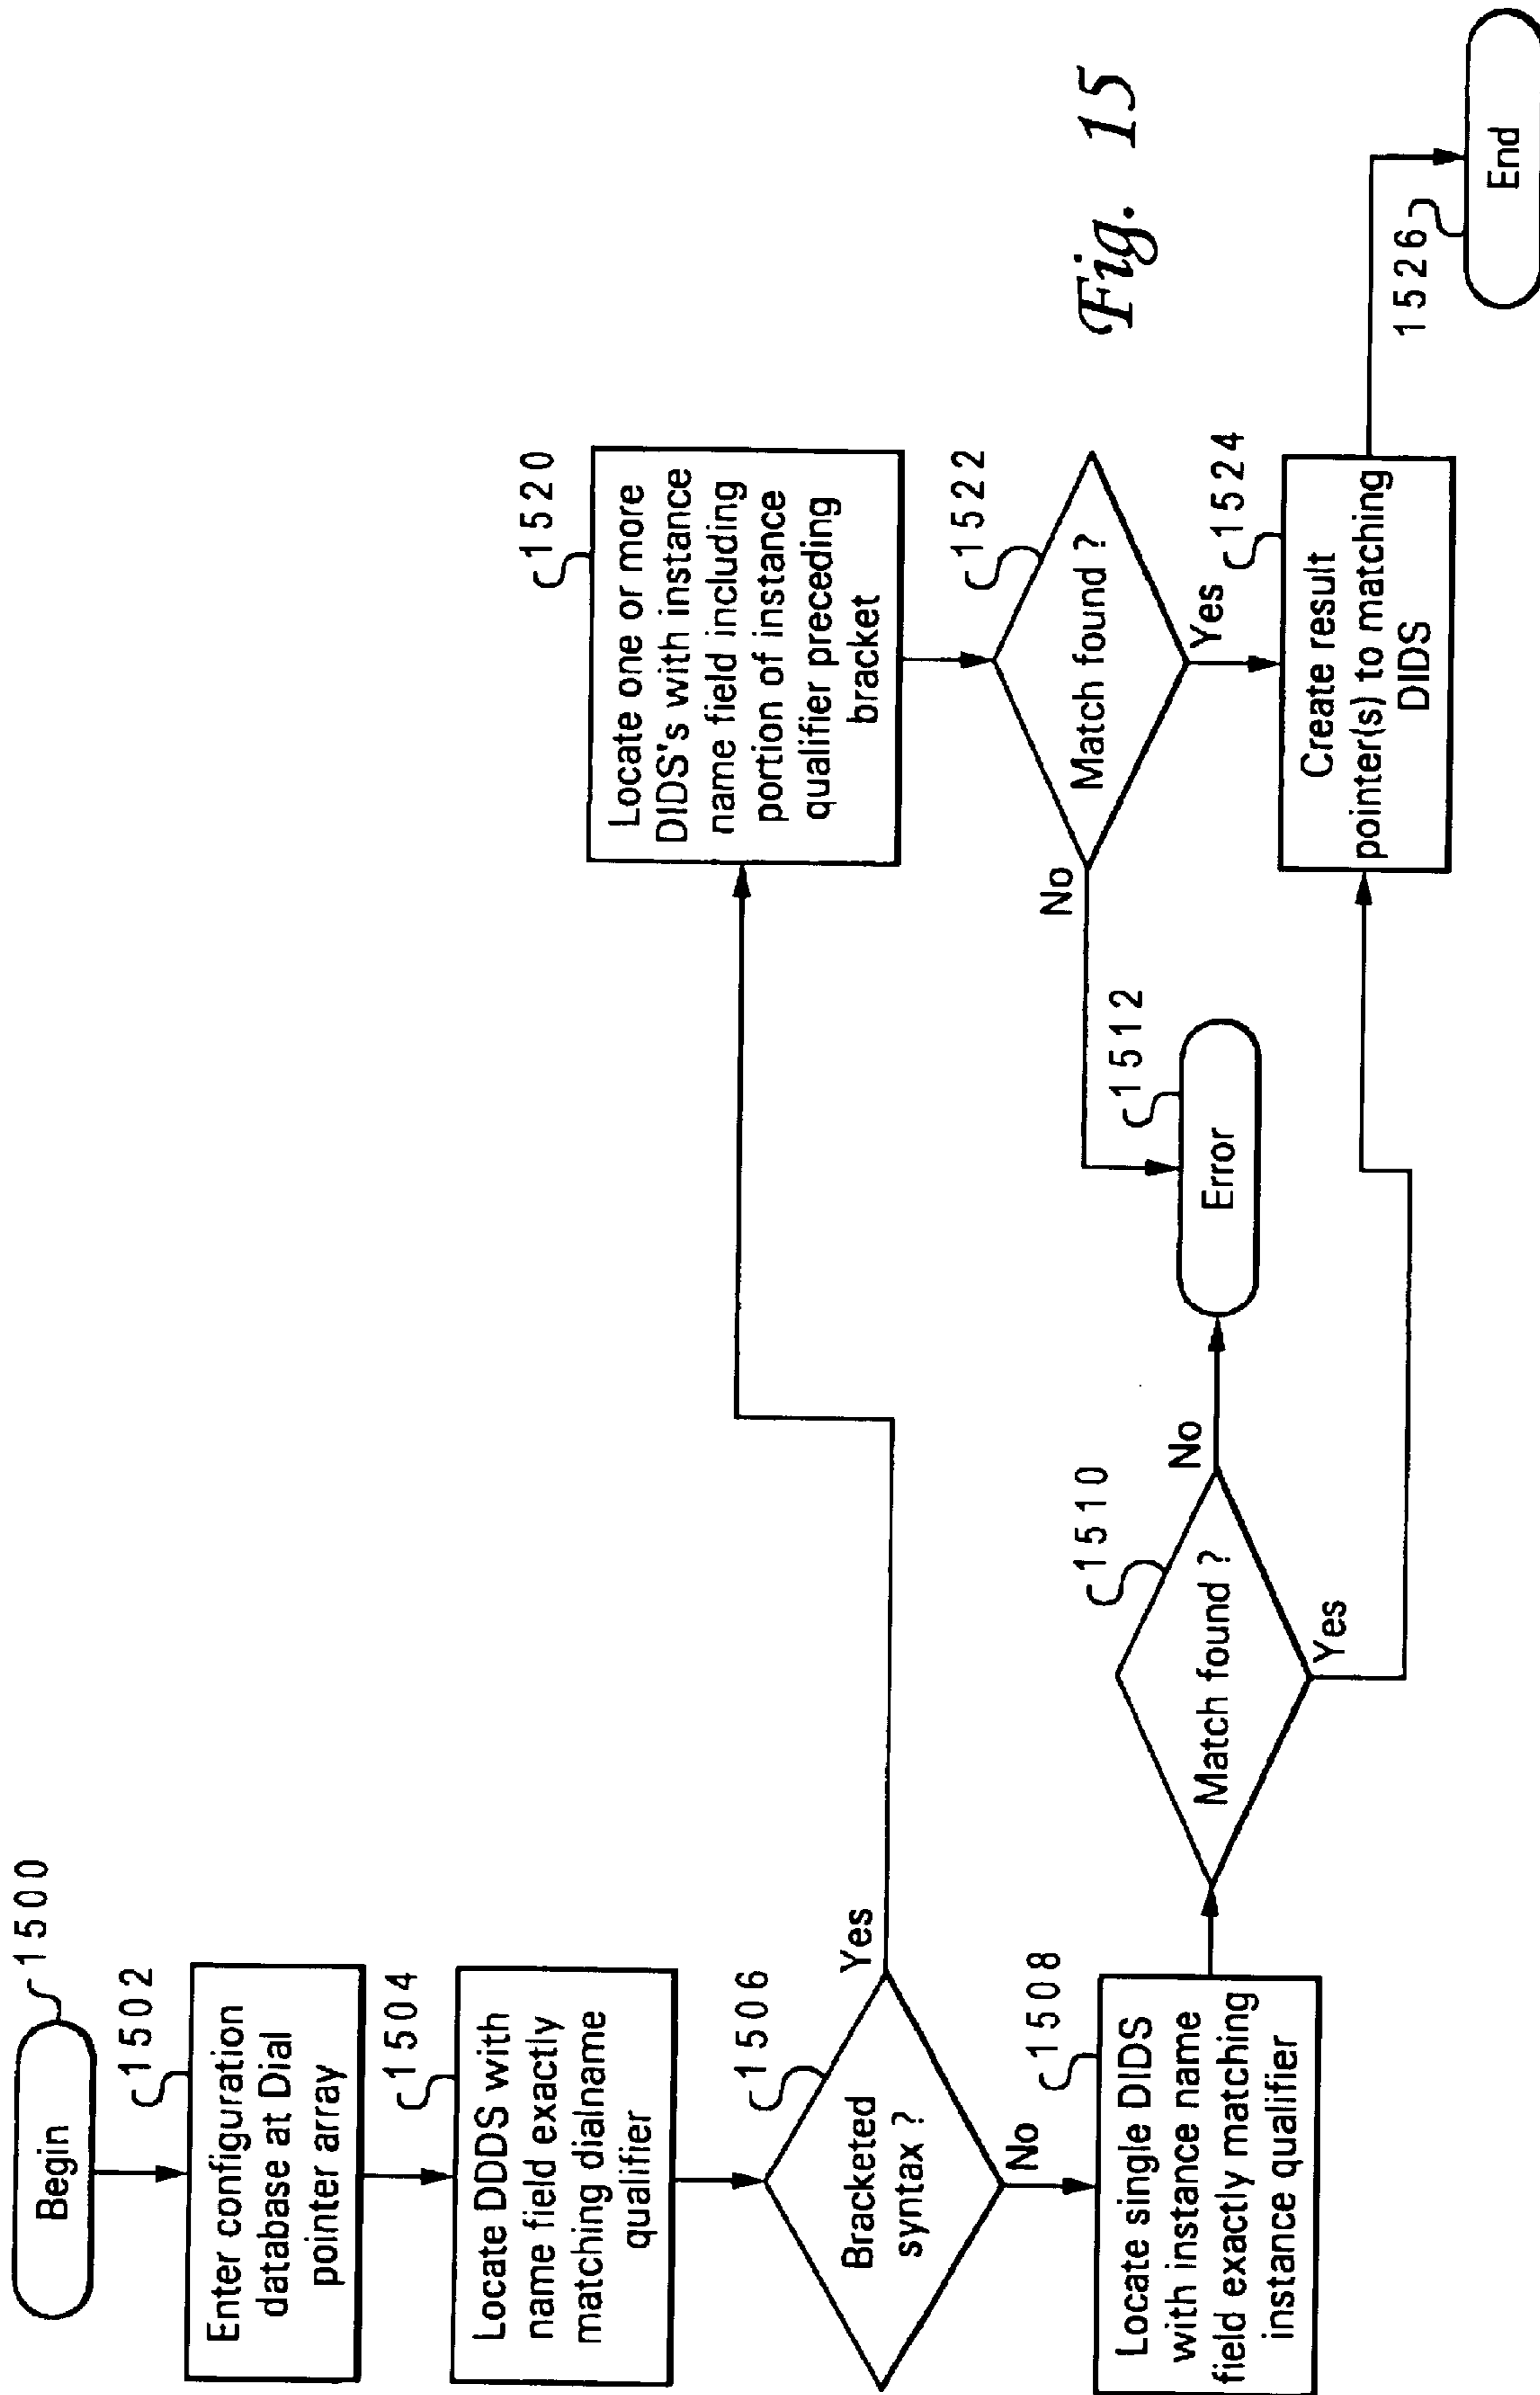 Begin
1500
1502
Enter configuration
database at Dial
pointer array
1504
Locate DDDS with
name field exactly
matching dialname
qualifier
1506
Bracketed
syntax ?
Yes
No
1508
Locate single DIDS
with instance name
field exactly matching
instance qualifier
1510
Match found ?
No
Yes
1512
Error
1520
Locate one or more
DIDS's with instance
name field including
portion of instance
qualifier preceding
bracket
1522
Match found ?
No
Yes
1524
Create result
pointer(s) to matching
DIDS
1526
End
Fig. 15